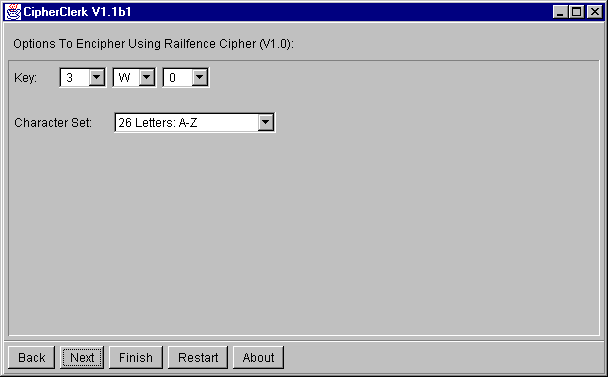 CipherClerk V1.1b1
Options To Encipher Using Railfence Cipher (V1.0):
Key: 3 W 0
Character Set: 26 Letters: A-Z
Back Next Finish Restart About